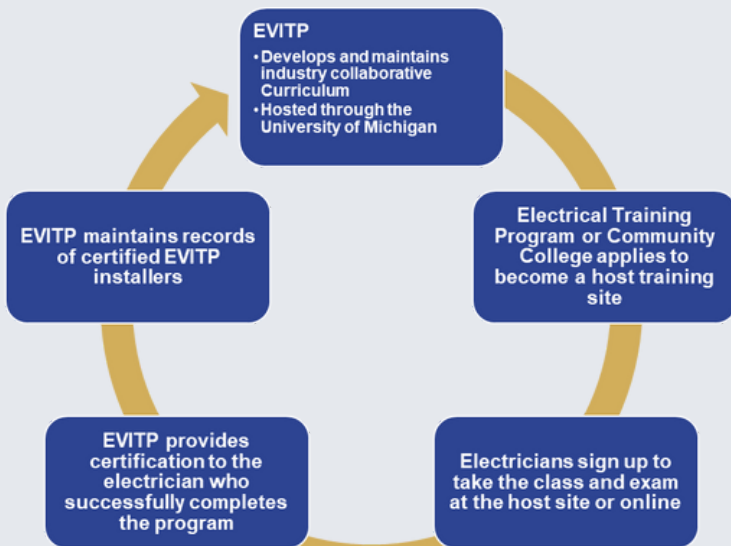 EVITP
•Develops and maintains
industry collaborative
Curriculum
•Hosted through the
University of Michigan
Electrical Training
Program or Community
College applies to
become a host training
site
Electricians sign up to
take the class and exam
at the host site or online
EVITP provides
certification to the
electrician who
successfully completes
the program
EVITP maintains records
of certified EVITP
installers